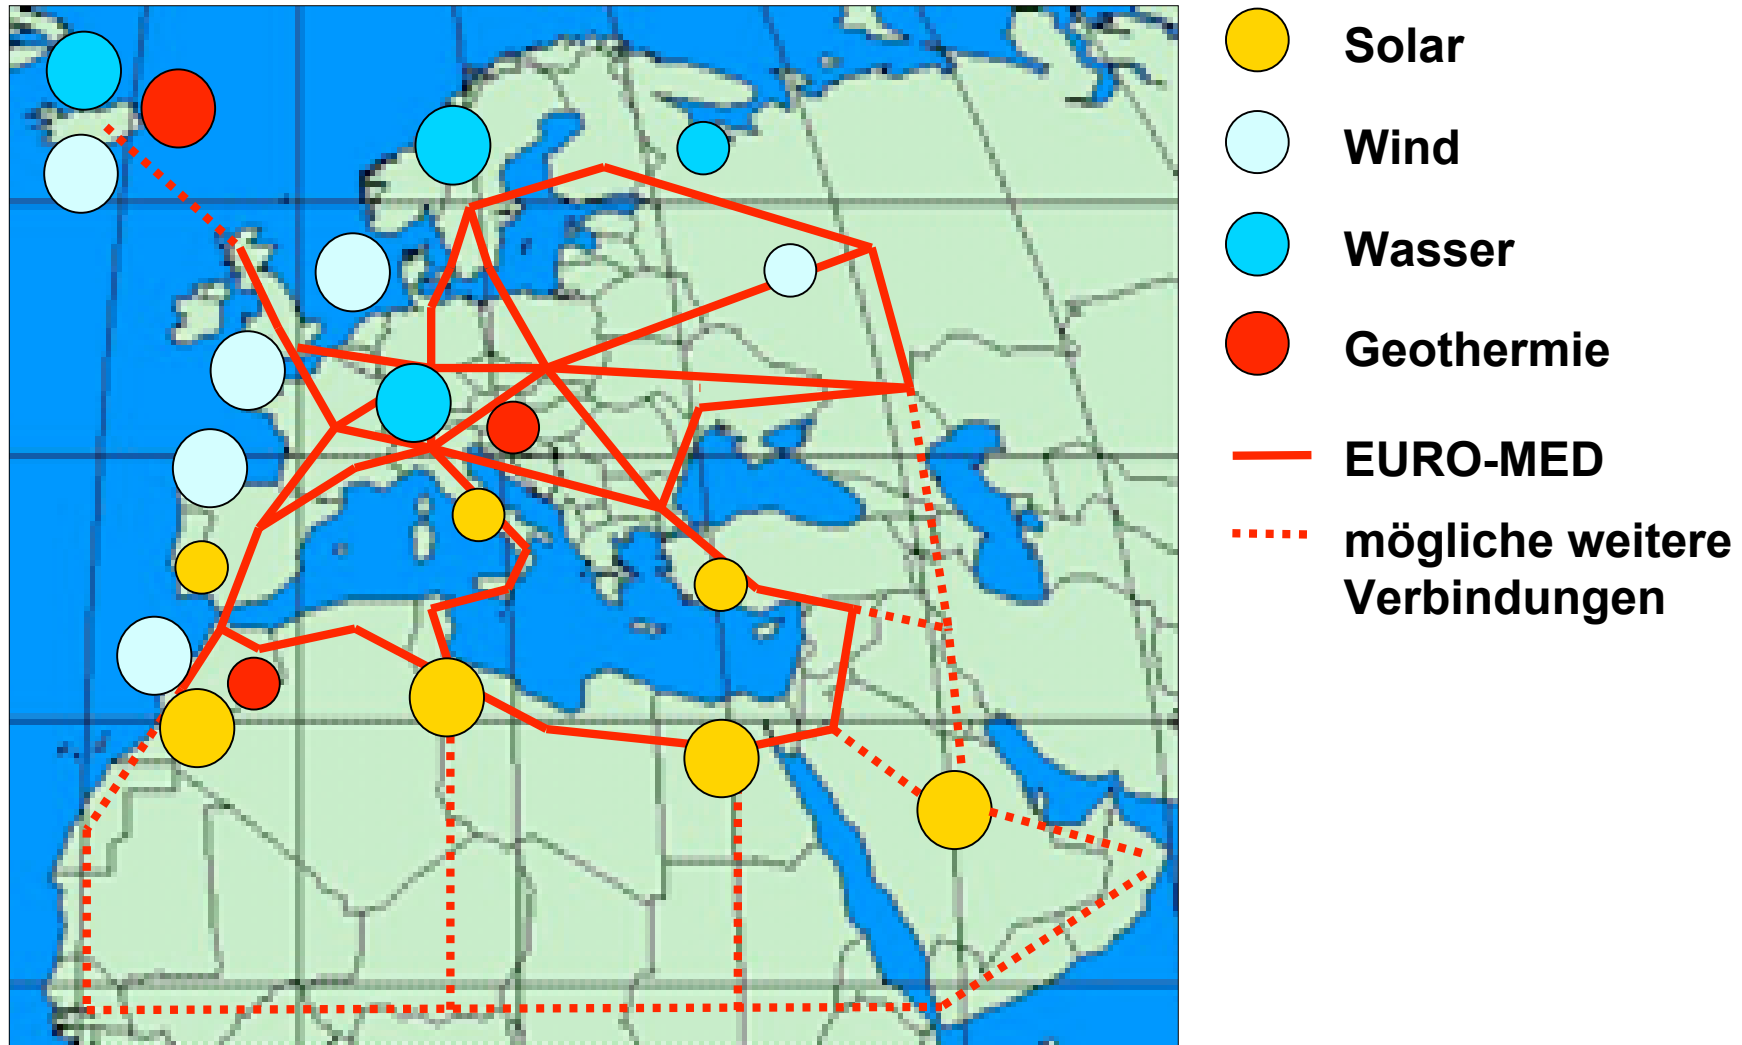 Solar
Wind
Wasser
Geothermie
EURO-MED
mögliche weitere
Verbindungen